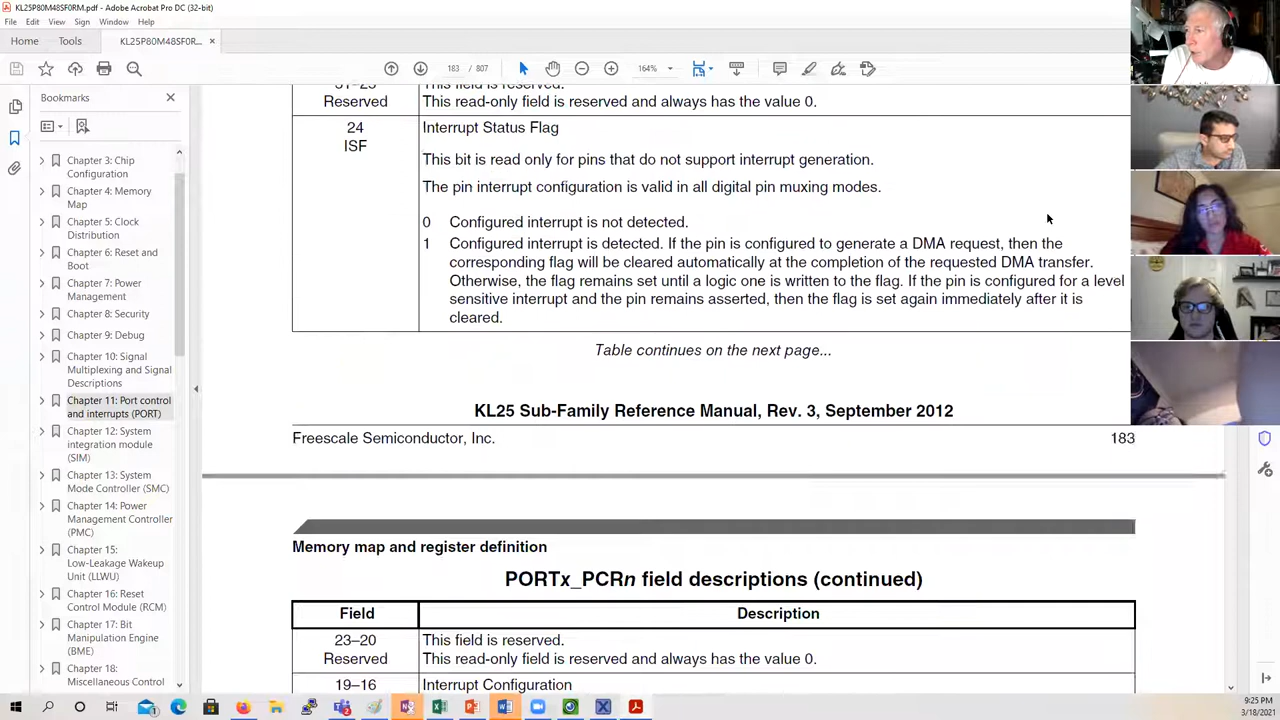 KL25P80M48SF0RM.pdf - Adobe Acrobat Pro DC (32-bit)
File Edit View Sign Window Help
Home Tools KL25P80M48SF0R... ×
183 / 807 164%
Bookmarks
Chapter 3: Chip
Configuration
Chapter 4: Memory
Map
Chapter 5: Clock
Distribution
Chapter 6: Reset and
Boot
Chapter 7: Power
Management
Chapter 8: Security
Chapter 9: Debug
Chapter 10: Signal
Multiplexing and Signal
Descriptions
Chapter 11: Port control
and interrupts (PORT)
Chapter 12: System
integration module
(SIM)
Chapter 13: System
Mode Controller (SMC)
Chapter 14: Power
Management Controller
(PMC)
Chapter 15:
Low-Leakage Wakeup
Unit (LLWU)
Chapter 16: Reset
Control Module (RCM)
Chapter 17: Bit
Manipulation Engine
(BME)
Chapter 18:
Miscellaneous Control
31–25 This field is reserved.
Reserved This read-only field is reserved and always has the value 0.
24 Interrupt Status Flag
ISF
This bit is read only for pins that do not support interrupt generation.
The pin interrupt configuration is valid in all digital pin muxing modes.
0 Configured interrupt is not detected.
1 Configured interrupt is detected. If the pin is configured to generate a DMA request, then the
corresponding flag will be cleared automatically at the completion of the requested DMA transfer.
Otherwise, the flag remains set until a logic one is written to the flag. If the pin is configured for a level
sensitive interrupt and the pin remains asserted, then the flag is set again immediately after it is
cleared.
Table continues on the next page...
KL25 Sub-Family Reference Manual, Rev. 3, September 2012
Freescale Semiconductor, Inc. 183
Memory map and register definition
PORTx_PCRn field descriptions (continued)
Field Description
23–20 This field is reserved.
Reserved This read-only field is reserved and always has the value 0.
19–16 Interrupt Configuration
9:25 PM
3/18/2021